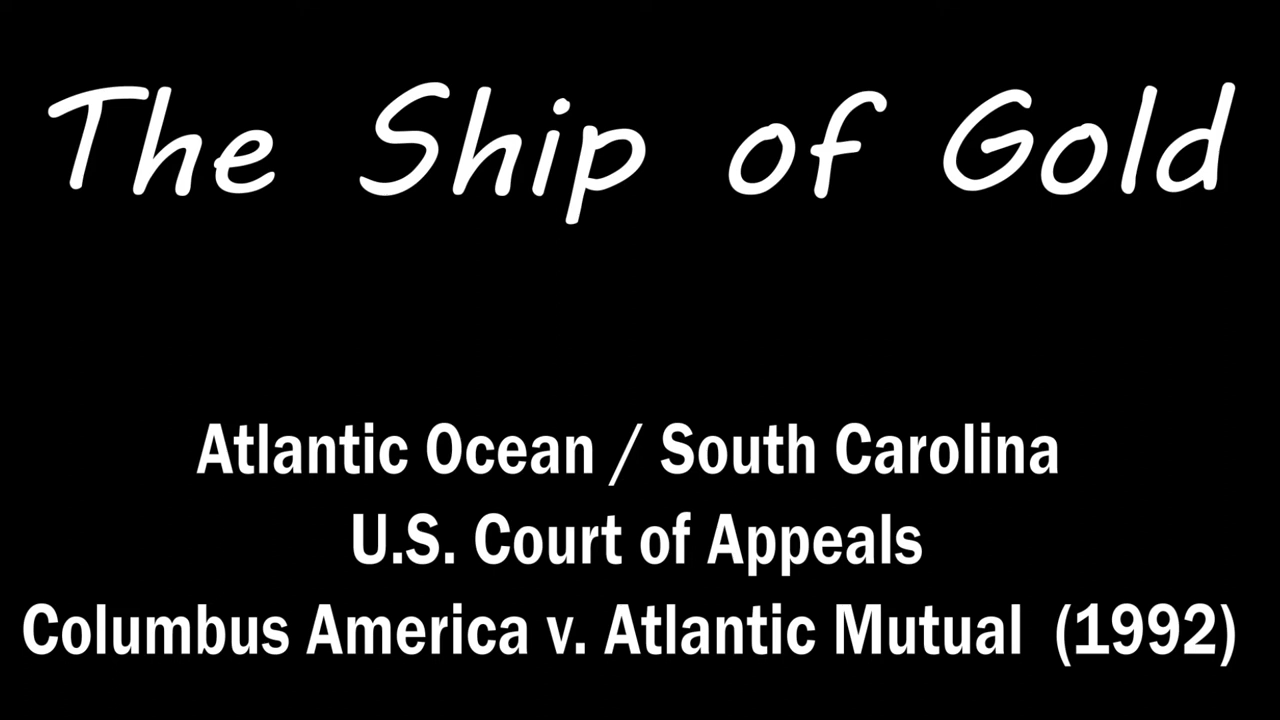 The Ship of Gold
Atlantic Ocean / South Carolina
U.S. Court of Appeals
Columbus America v. Atlantic Mutual (1992)